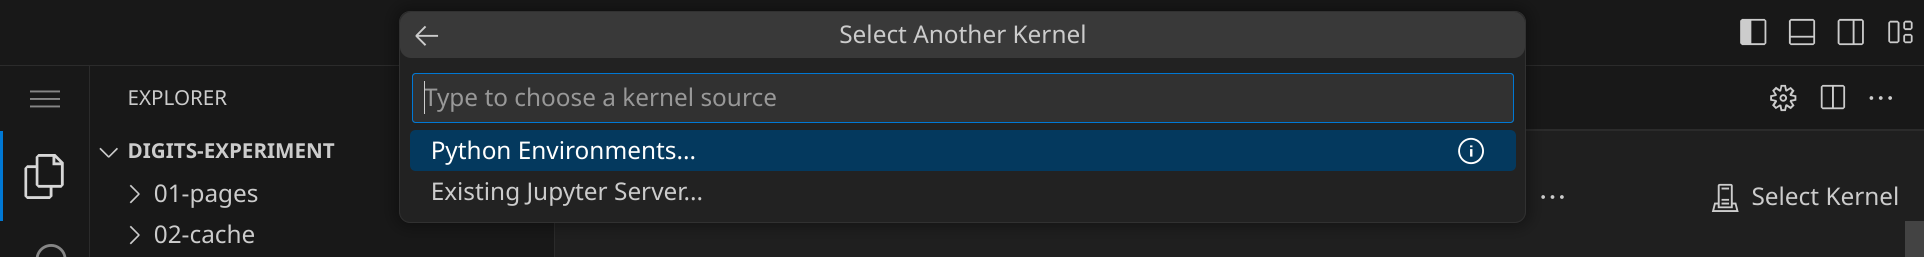 Select Another Kernel
Type to choose a kernel source
Python Environments...
Existing Jupyter Server...
EXPLORER
DIGITS-EXPERIMENT
01-pages
02-cache
Select Kernel